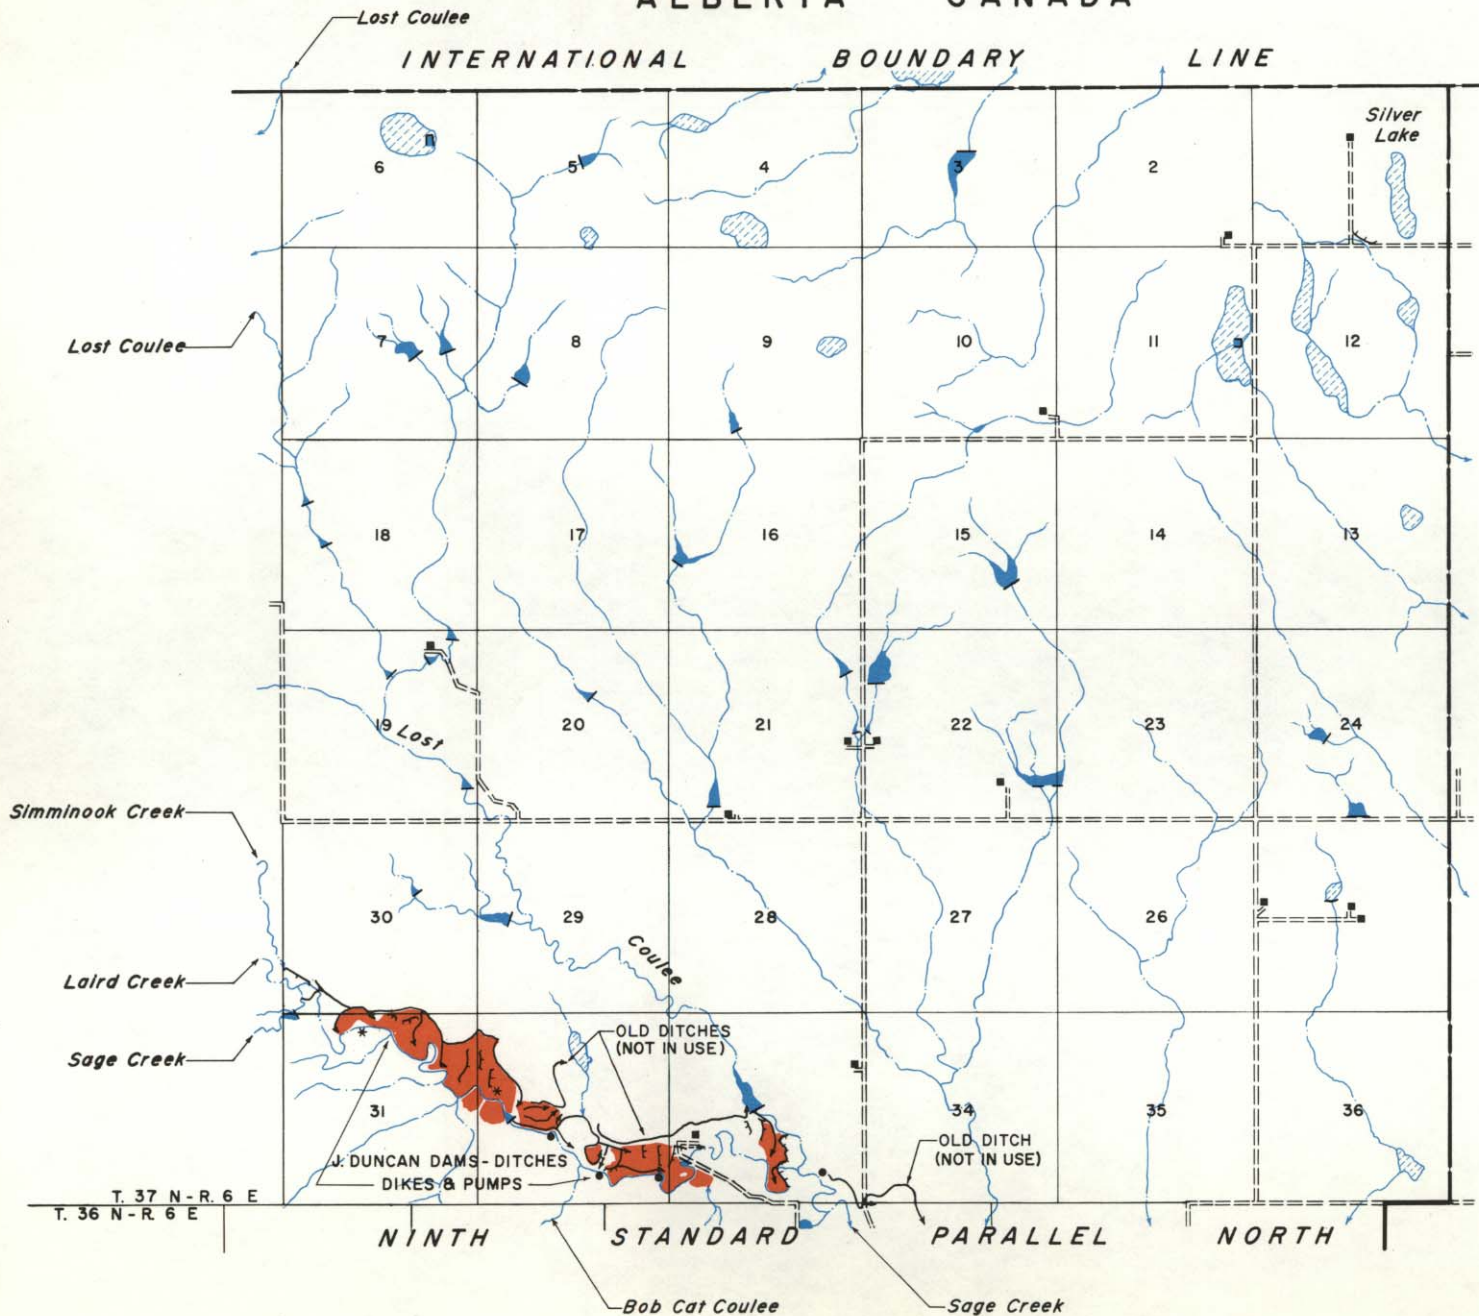 ALBERTA CANADA
Lost Coulee
INTERNATIONAL BOUNDARY LINE
Silver
Lake
6 5 4 3 2
Lost Coulee
7 8 9 10 11 12
18 17 16 15 14 13
19 Lost 20 21 22 23 24
Simminook Creek
30 29 28 27 26
Coulee
Laird Creek
Sage Creek
OLD DITCHES
(NOT IN USE)
*
*
31 34 35 36
OLD DITCH
(NOT IN USE)
J. DUNCAN DAMS-DITCHES
DIKES & PUMPS
T. 37 N-R. 6 E
T. 36 N-R. 6 E
NINTH STANDARD PARALLEL NORTH
Bob Cat Coulee
Sage Creek